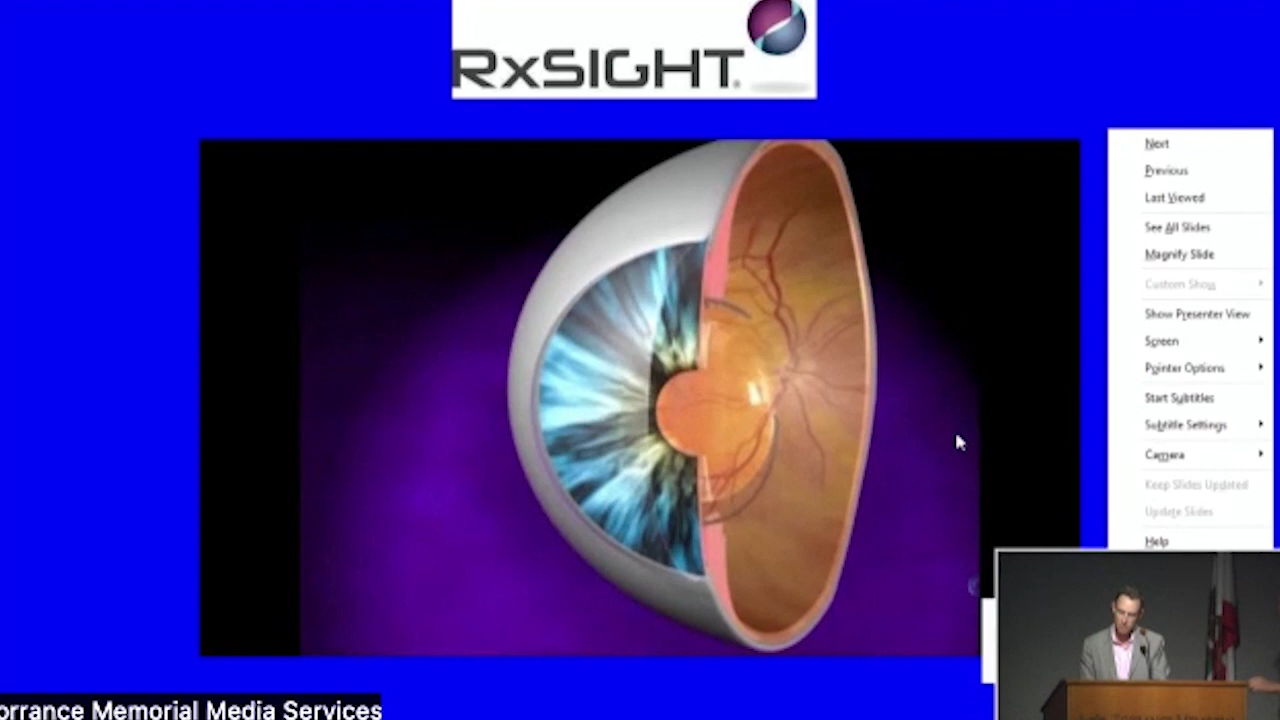 RxSIGHT®
Next
Previous
Last Viewed
See All Slides
Magnify Slide
Custom Show
Show Presenter View
Screen
Pointer Options
Start Subtitles
Subtitle Settings
Camera
Keep Slides Updated
Update Slides
Help
orrance Memorial Media Services